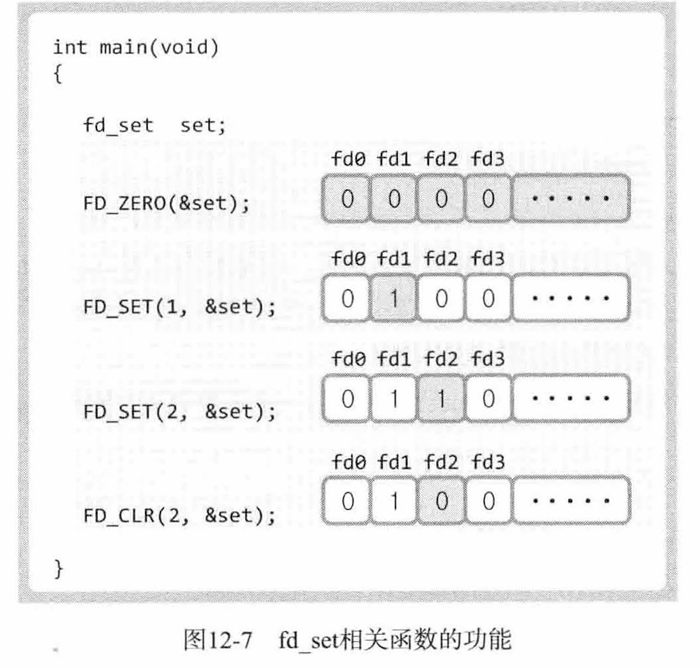 int main(void)
{
fd_set set;
fd0 fd1 fd2 fd3
FD_ZERO(&set); 0 0 0 0 ·····
fd0 fd1 fd2 fd3
FD_SET(1, &set); 0 1 0 0 ·····
fd0 fd1 fd2 fd3
FD_SET(2, &set); 0 1 1 0 ·····
fd0 fd1 fd2 fd3
FD_CLR(2, &set); 0 1 0 0 ·····
}
图12-7 fd_set相关函数的功能